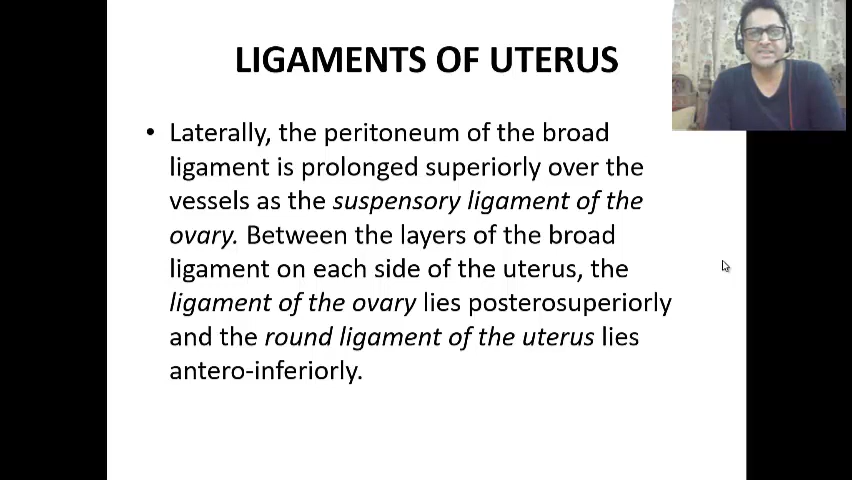 LIGAMENTS OF UTERUS
• Laterally, the peritoneum of the broad
ligament is prolonged superiorly over the
vessels as the suspensory ligament of the
ovary. Between the layers of the broad
ligament on each side of the uterus, the
ligament of the ovary lies posterosuperiorly
and the round ligament of the uterus lies
antero-inferiorly.